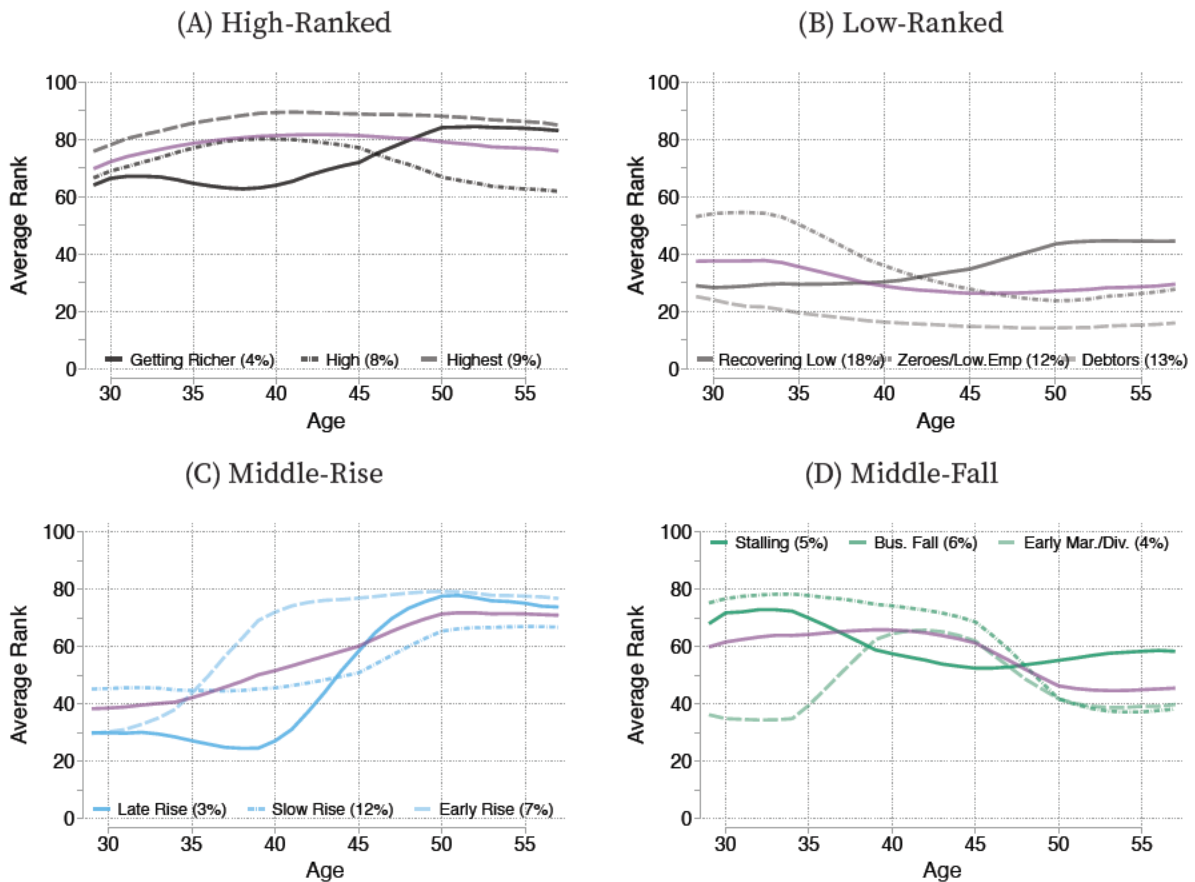 (A) High-Ranked
100
80
60
40
20
0
Average Rank
Getting Richer (4%) High (8%) Highest (9%)
30 35 40 45 50 55
Age
(B) Low-Ranked
100
80
60
40
20
0
Average Rank
Recovering Low (18%) Zeroes/Low.Emp (12%) Debtors (13%)
30 35 40 45 50 55
Age
(C) Middle-Rise
100
80
60
40
20
0
Average Rank
Late Rise (3%) Slow Rise (12%) Early Rise (7%)
30 35 40 45 50 55
Age
(D) Middle-Fall
100
80
60
40
20
0
Average Rank
Stalling (5%) Bus. Fall (6%) Early Mar./Div. (4%)
30 35 40 45 50 55
Age